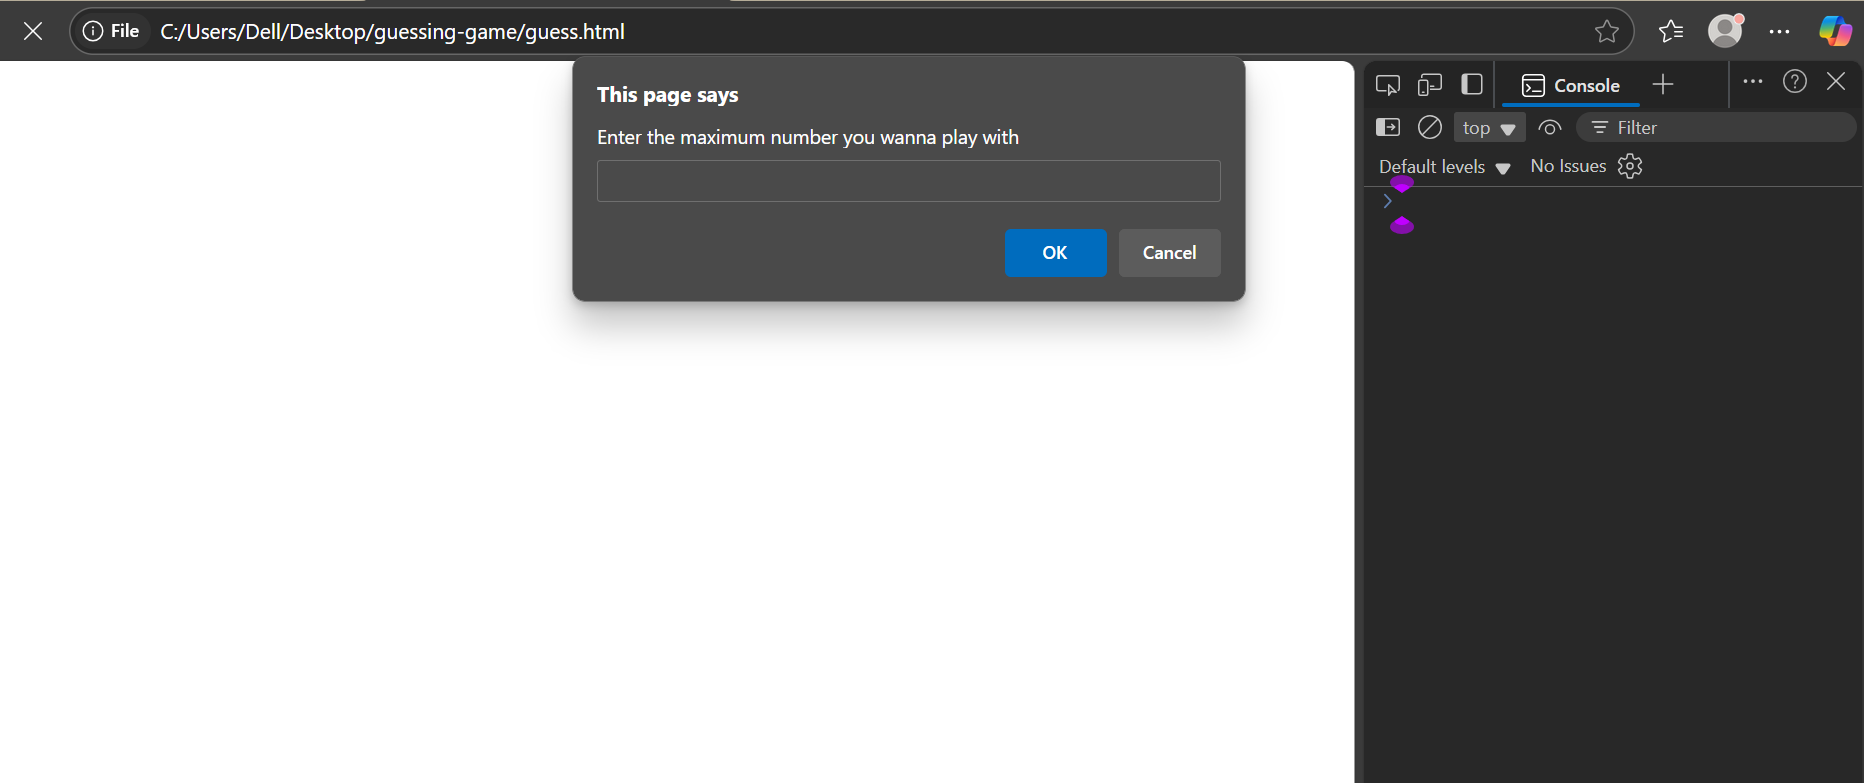 File C:/Users/Dell/Desktop/guessing-game/guess.html
This page says
Enter the maximum number you wanna play with
OK Cancel
Console
top Filter
Default levels No Issues